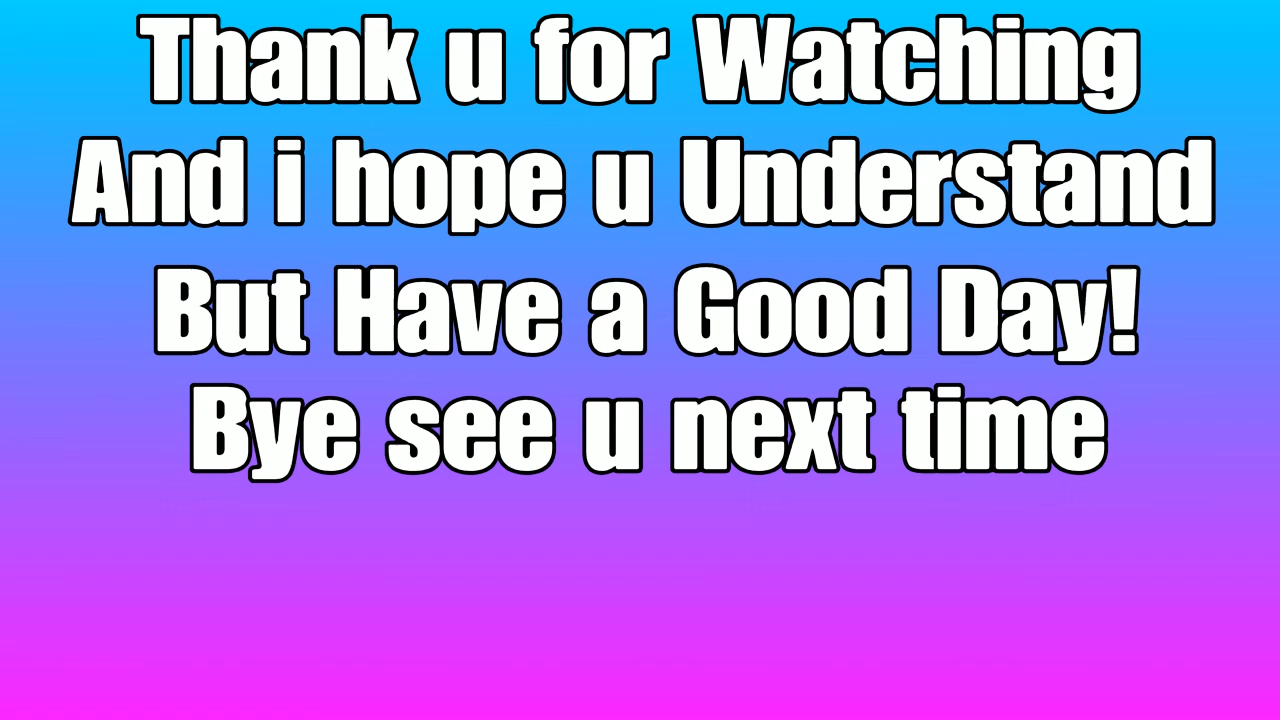 Thank u for Watching
And i hope u Understand
But Have a Good Day!
Bye see u next time